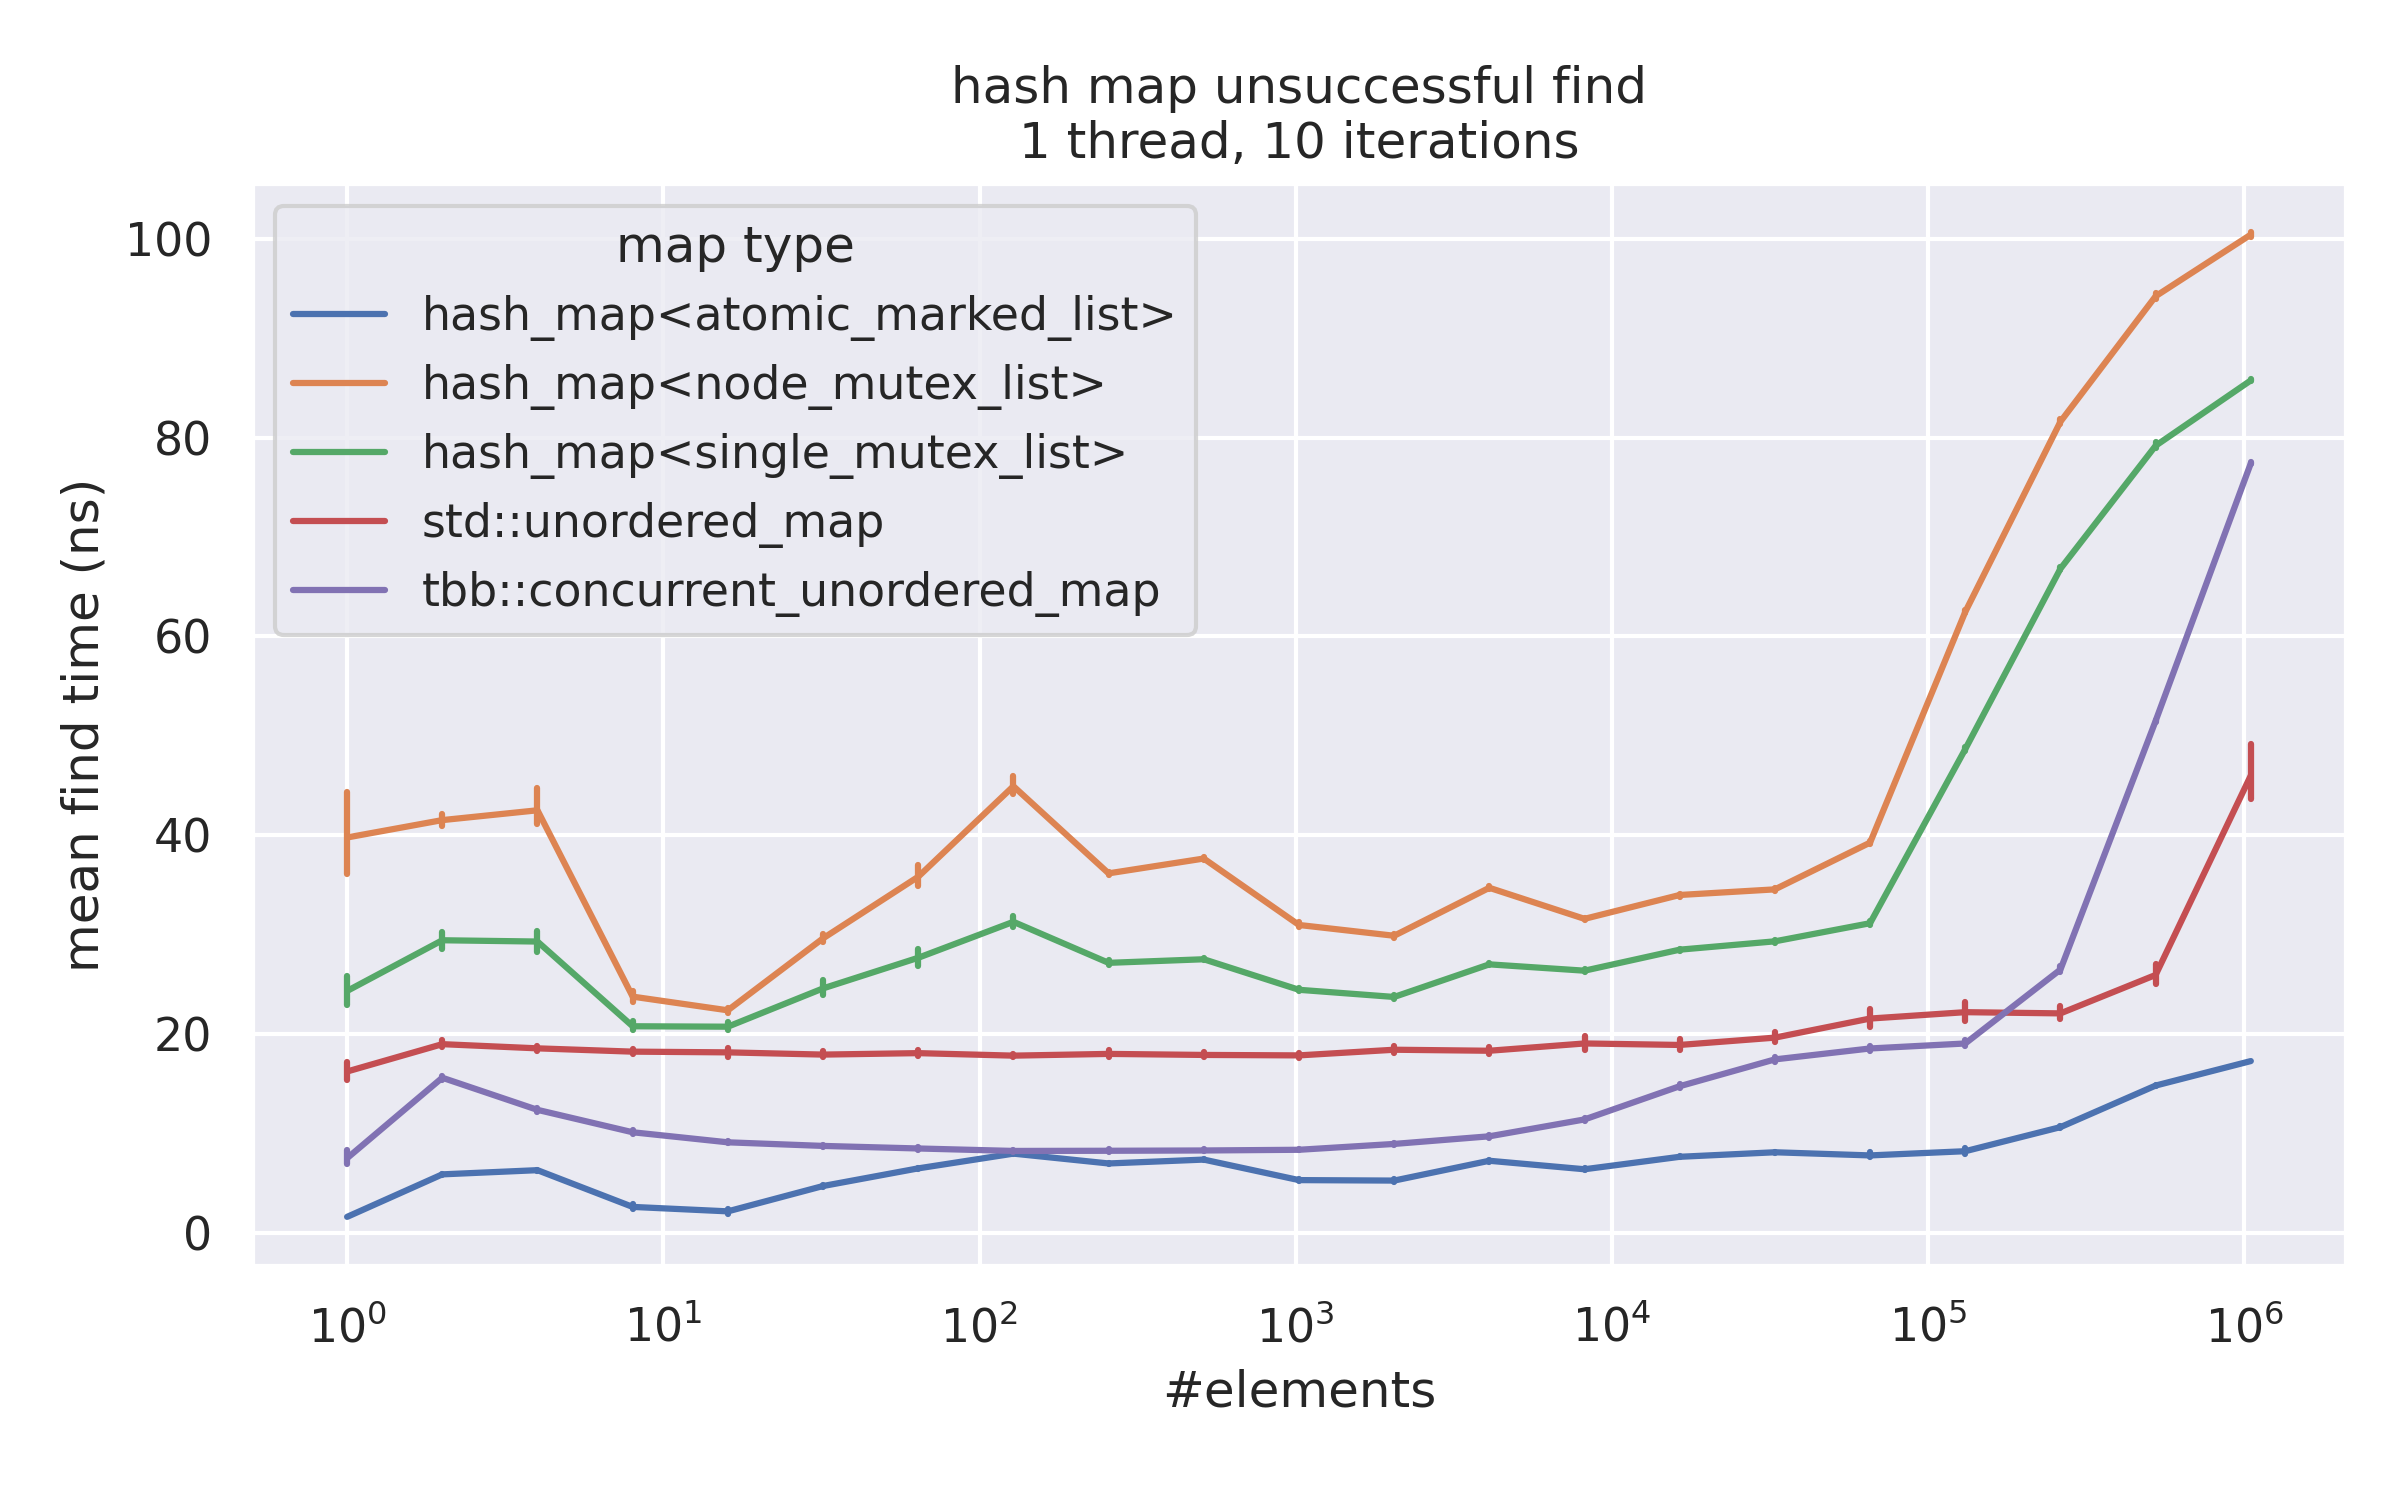 hash map unsuccessful find
1 thread, 10 iterations
map type
hash_map<atomic_marked_list>
hash_map<node_mutex_list>
hash_map<single_mutex_list>
std::unordered_map
tbb::concurrent_unordered_map
mean find time (ns)
100
80
60
40
20
0
10⁰ 10¹ 10² 10³ 10⁴ 10⁵ 10⁶
#elements